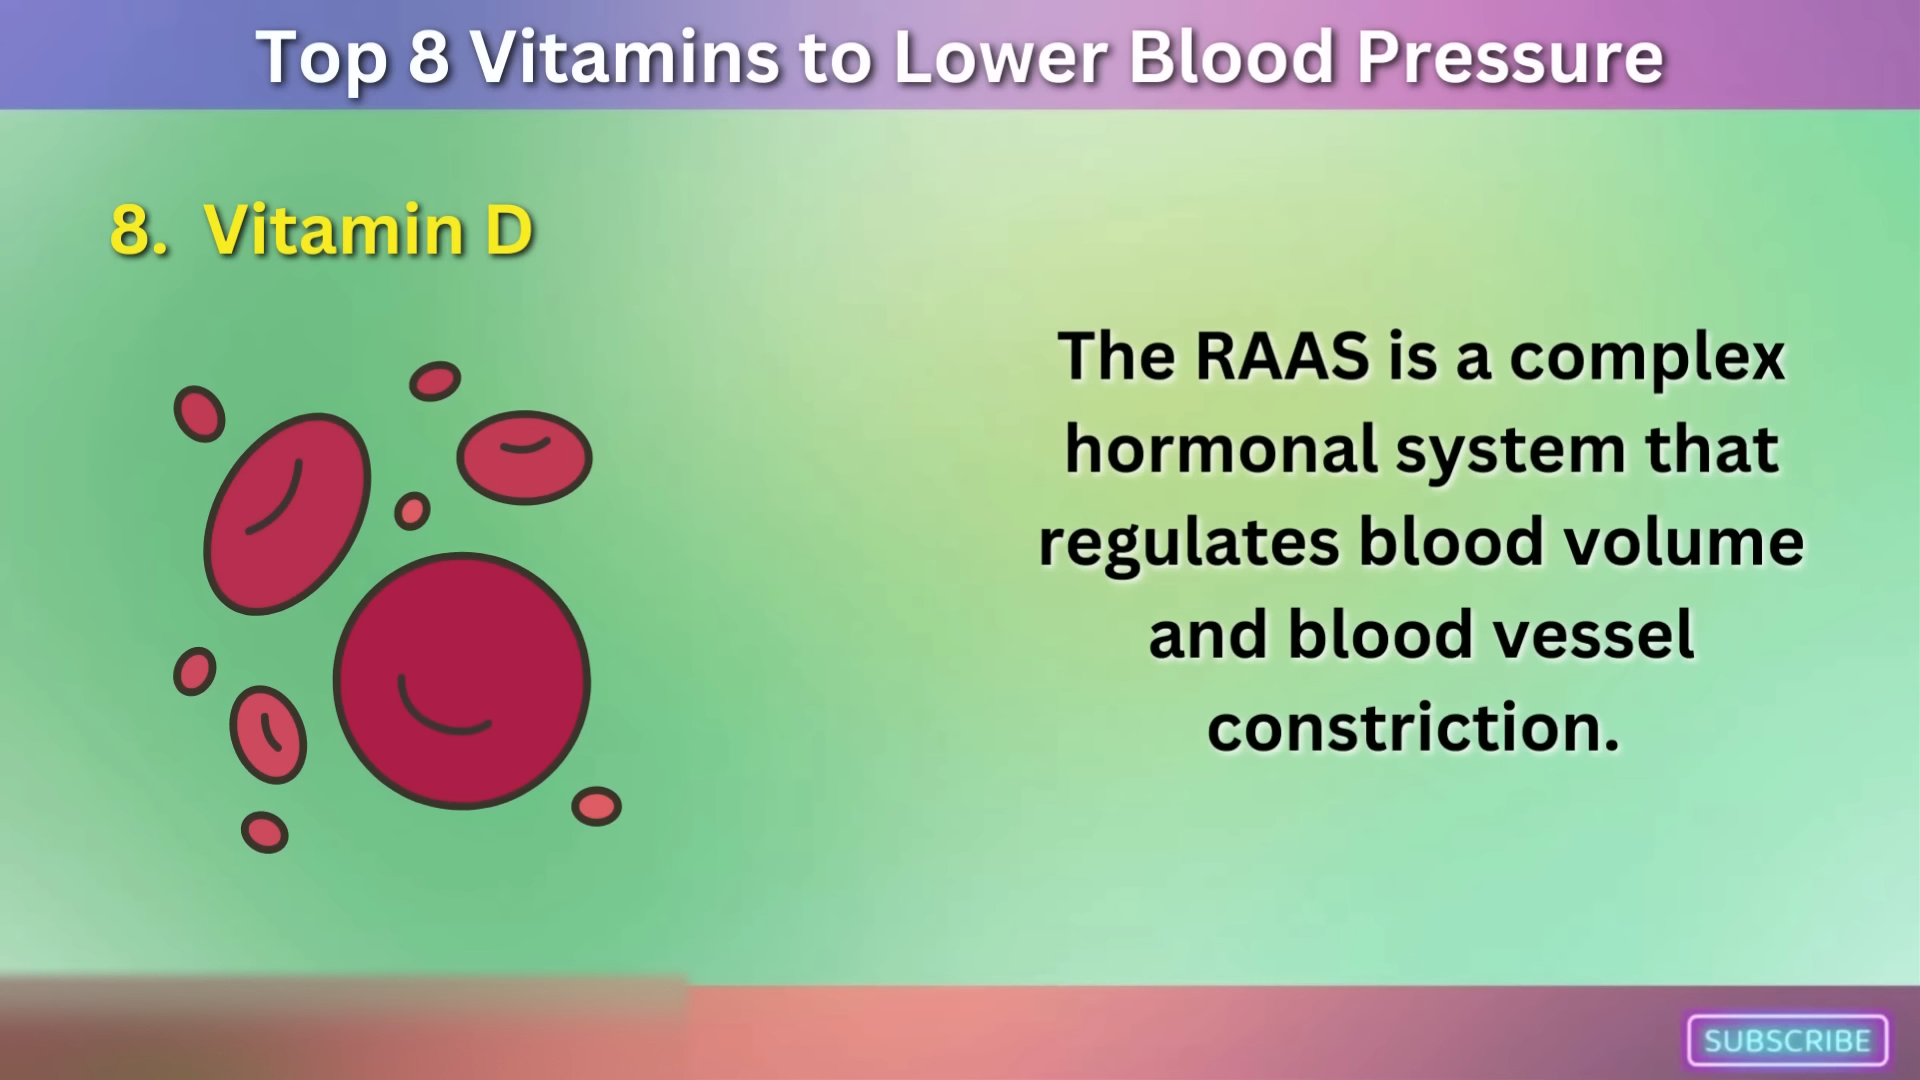 Top 8 Vitamins to Lower Blood Pressure
8. Vitamin D
The RAAS is a complex
hormonal system that
regulates blood volume
and blood vessel
constriction.
SUBSCRIBE